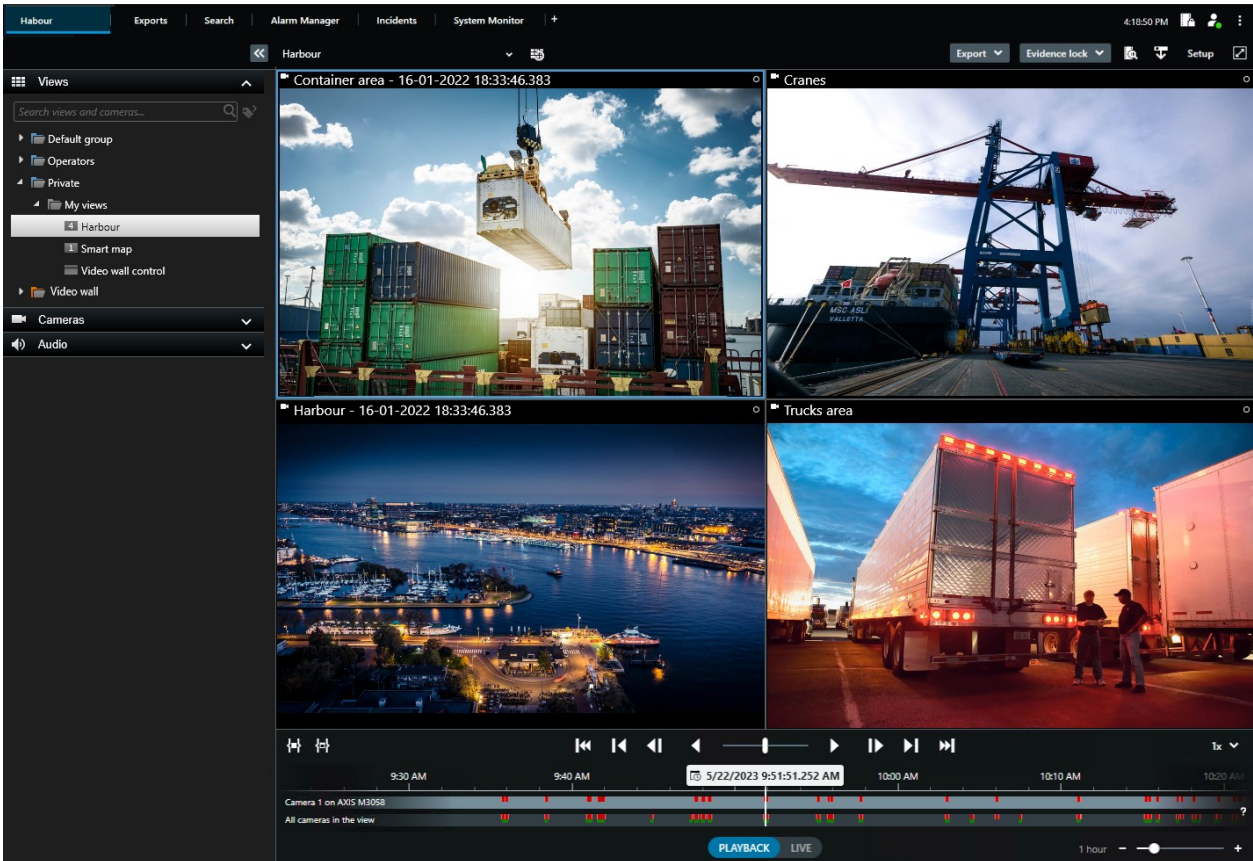 Habour
Exports
Search
Alarm Manager
Incidents
System Monitor
+
4:18:50 PM
Harbour
Export
Evidence lock
Setup
Views
Search views and cameras...
Default group
Operators
Private
My views
4 Harbour
1 Smart map
Video wall control
Video wall
Cameras
Audio
Container area - 16-01-2022 18:33:46.383
Cranes
MSC ASLI
VALLETTA
Harbour - 16-01-2022 18:33:46.383
Trucks area
1x
9:30 AM
9:40 AM
5/22/2023 9:51:51.252 AM
10:00 AM
10:10 AM
10:20 AM
Camera 1 on AXIS M3058
All cameras in the view
?
PLAYBACK
LIVE
1 hour - +